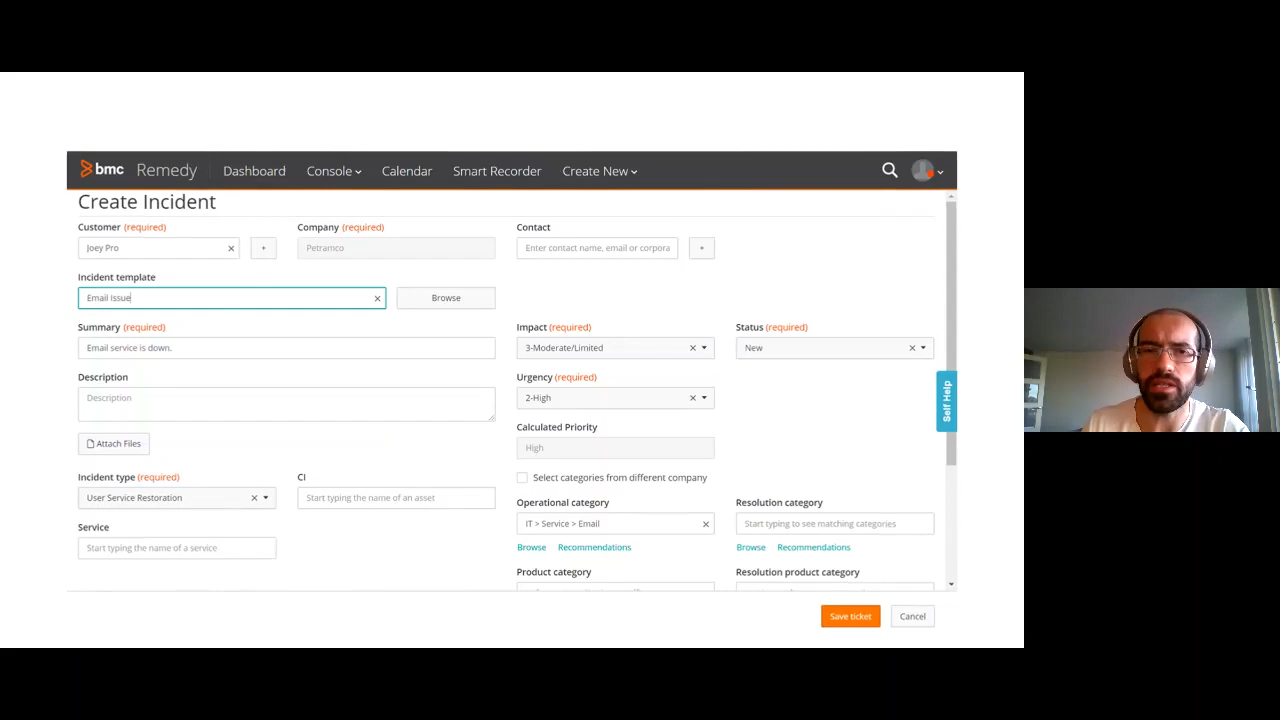 bmc Remedy Dashboard Console Calendar Smart Recorder Create New
Create Incident
Customer (required) Company (required) Contact
Joey Pro + Petramco Enter contact name, email or corpora +
Incident template
Email Issue Browse
Summary (required) Impact (required) Status (required)
Email service is down. 3-Moderate/Limited New
Description Urgency (required)
Description 2-High
Self Help
Calculated Priority
Attach Files High
Incident type (required) CI Select categories from different company
User Service Restoration Start typing the name of an asset
Operational category Resolution category
Service IT > Service > Email Start typing to see matching categories
Start typing the name of a service Browse Recommendations Browse Recommendations
Product category Resolution product category
Save ticket Cancel